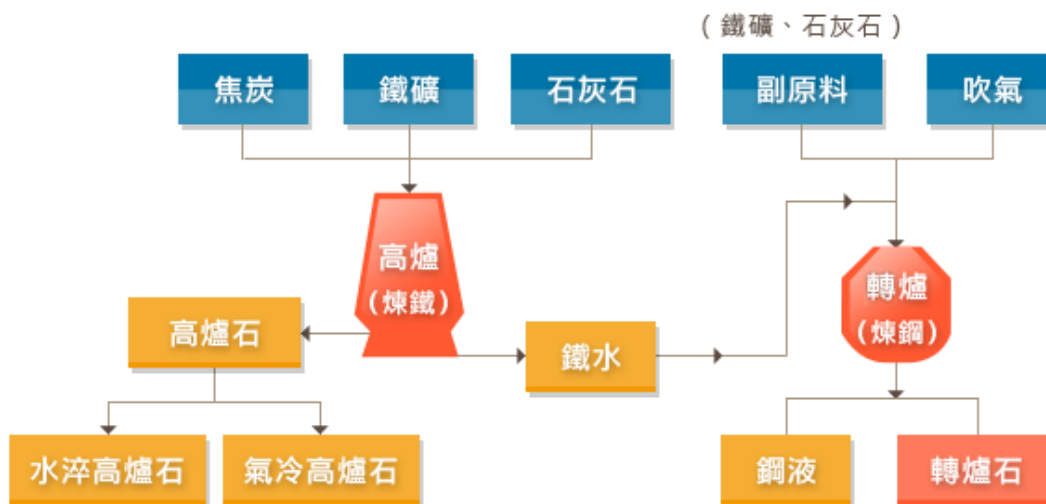 (鐵礦、石灰石)
焦炭
鐵礦
石灰石
副原料
吹氣
高爐
(煉鐵)
轉爐
(煉鋼)
高爐石
鐵水
水淬高爐石
氣冷高爐石
鋼液
轉爐石